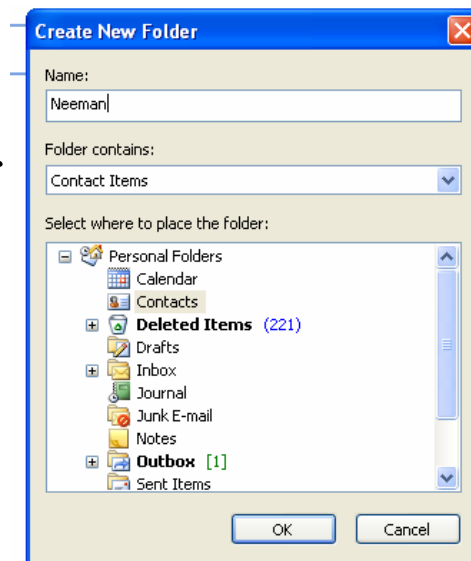 Create New Folder
Name:
Neeman
Folder contains:
Contact Items
Select where to place the folder:
Personal Folders
Calendar
Contacts
Deleted Items (221)
Drafts
Inbox
Journal
Junk E-mail
Notes
Outbox [1]
Sent Items
OK Cancel